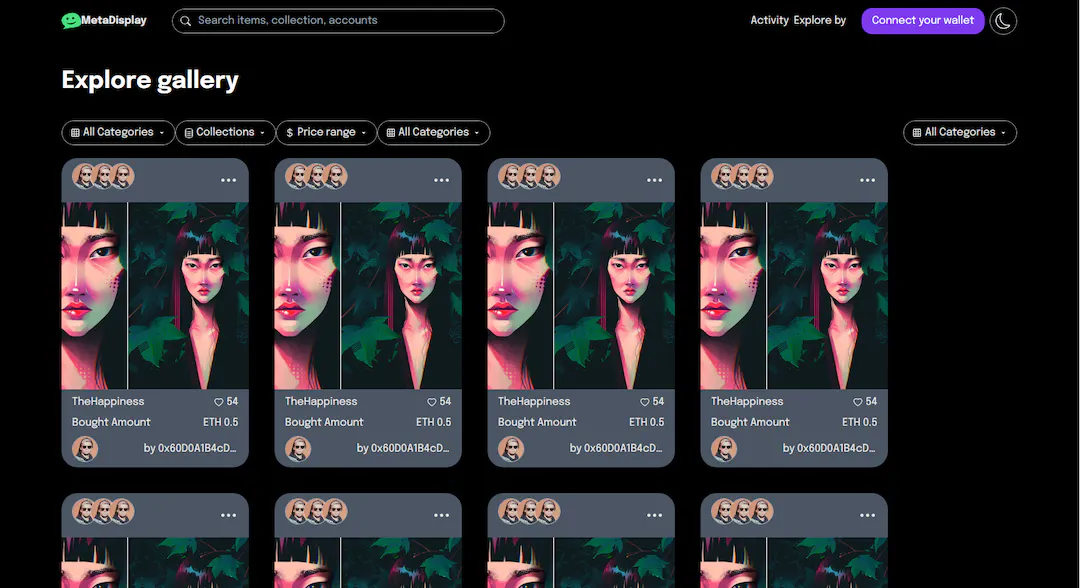 MetaDisplay Search items, collection, accounts Activity Explore by Connect your wallet
Explore gallery
All Categories Collections $ Price range All Categories All Categories
TheHappiness 54 TheHappiness 54 TheHappiness 54 TheHappiness 54
Bought Amount ETH 0.5 Bought Amount ETH 0.5 Bought Amount ETH 0.5 Bought Amount ETH 0.5
by 0x60D0A1B4cD... by 0x60D0A1B4cD... by 0x60D0A1B4cD... by 0x60D0A1B4cD...